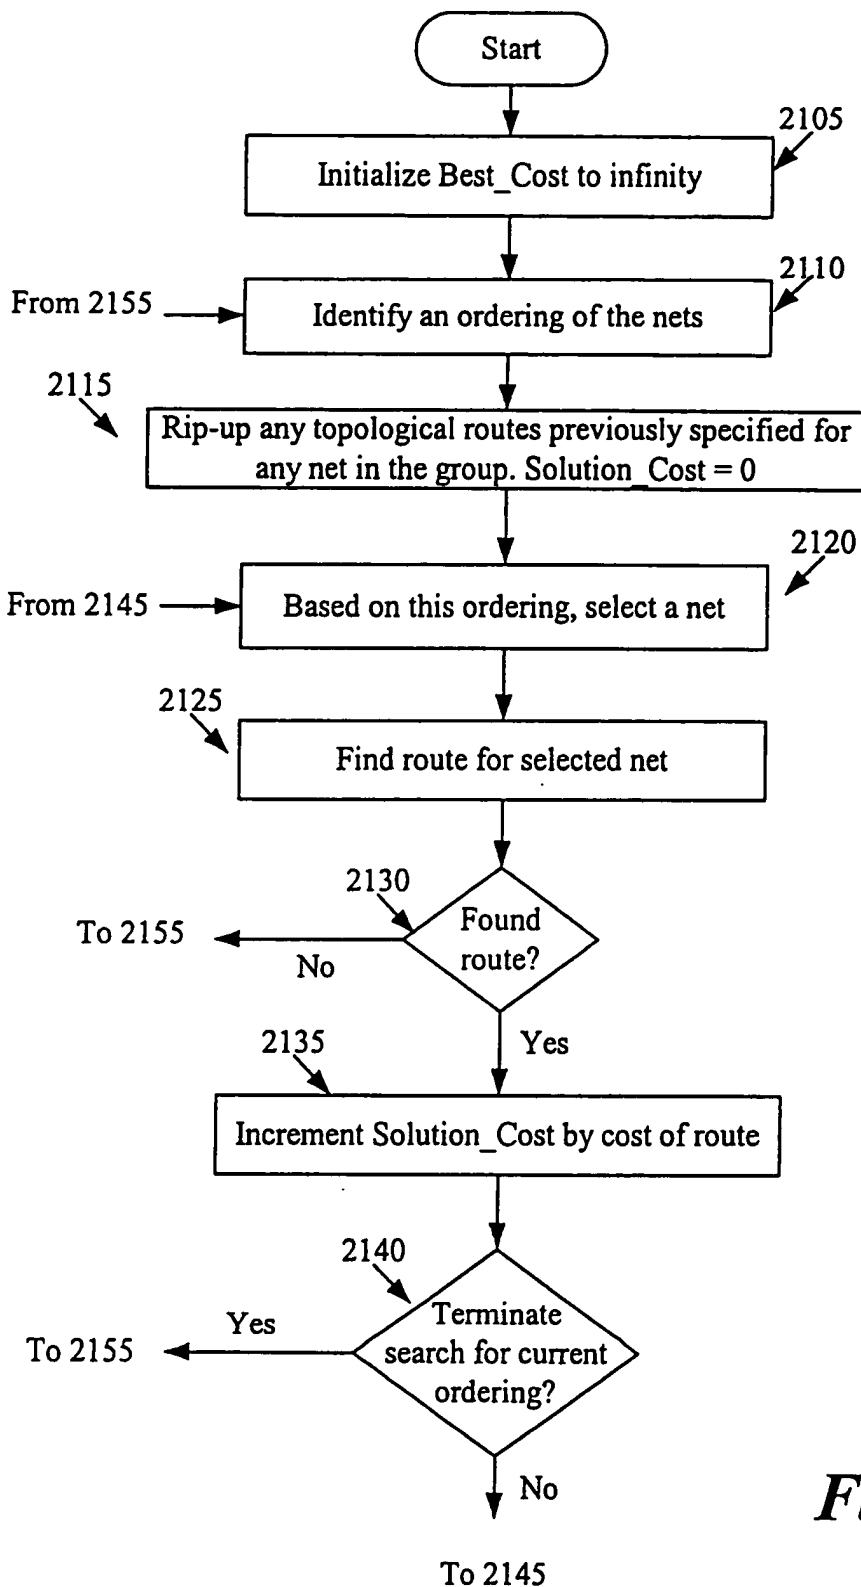 Start
2105
Initialize Best_Cost to infinity
2110
From 2155
Identify an ordering of the nets
2115
Rip-up any topological routes previously specified for
any net in the group. Solution_Cost = 0
2120
From 2145
Based on this ordering, select a net
2125
Find route for selected net
2130
Found
route?
To 2155
No
Yes
2135
Increment Solution_Cost by cost of route
2140
Terminate
search for current
ordering?
Yes
To 2155
No
To 2145